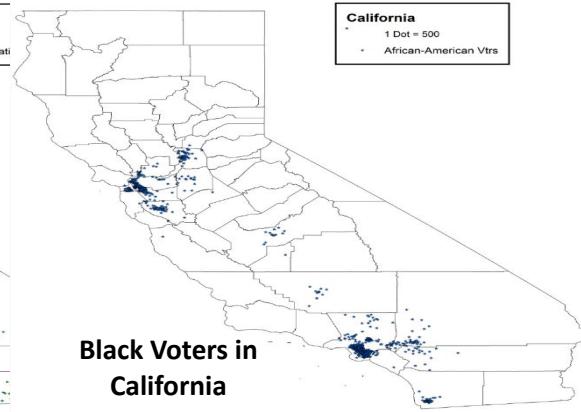 California
1 Dot = 500
African-American Vtrs
Black Voters in
California